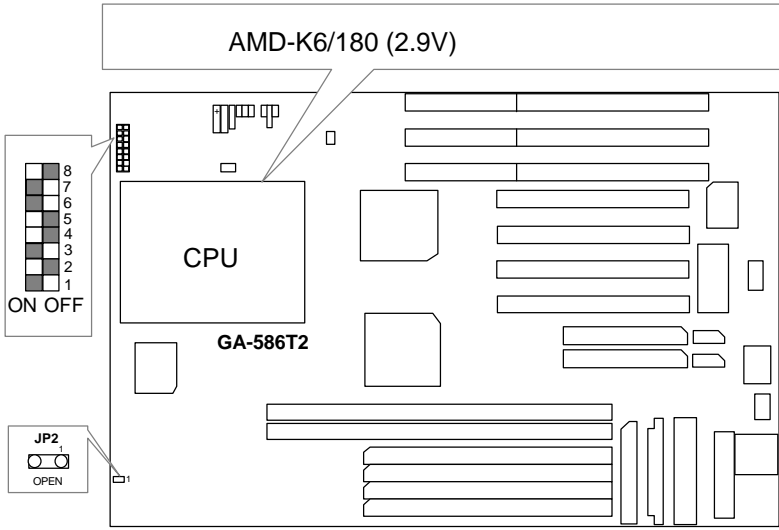 AMD-K6/180 (2.9V)
8
7
6
5
4
3
2
1
ON OFF
CPU
GA-586T2
JP2
1
OPEN
1
+